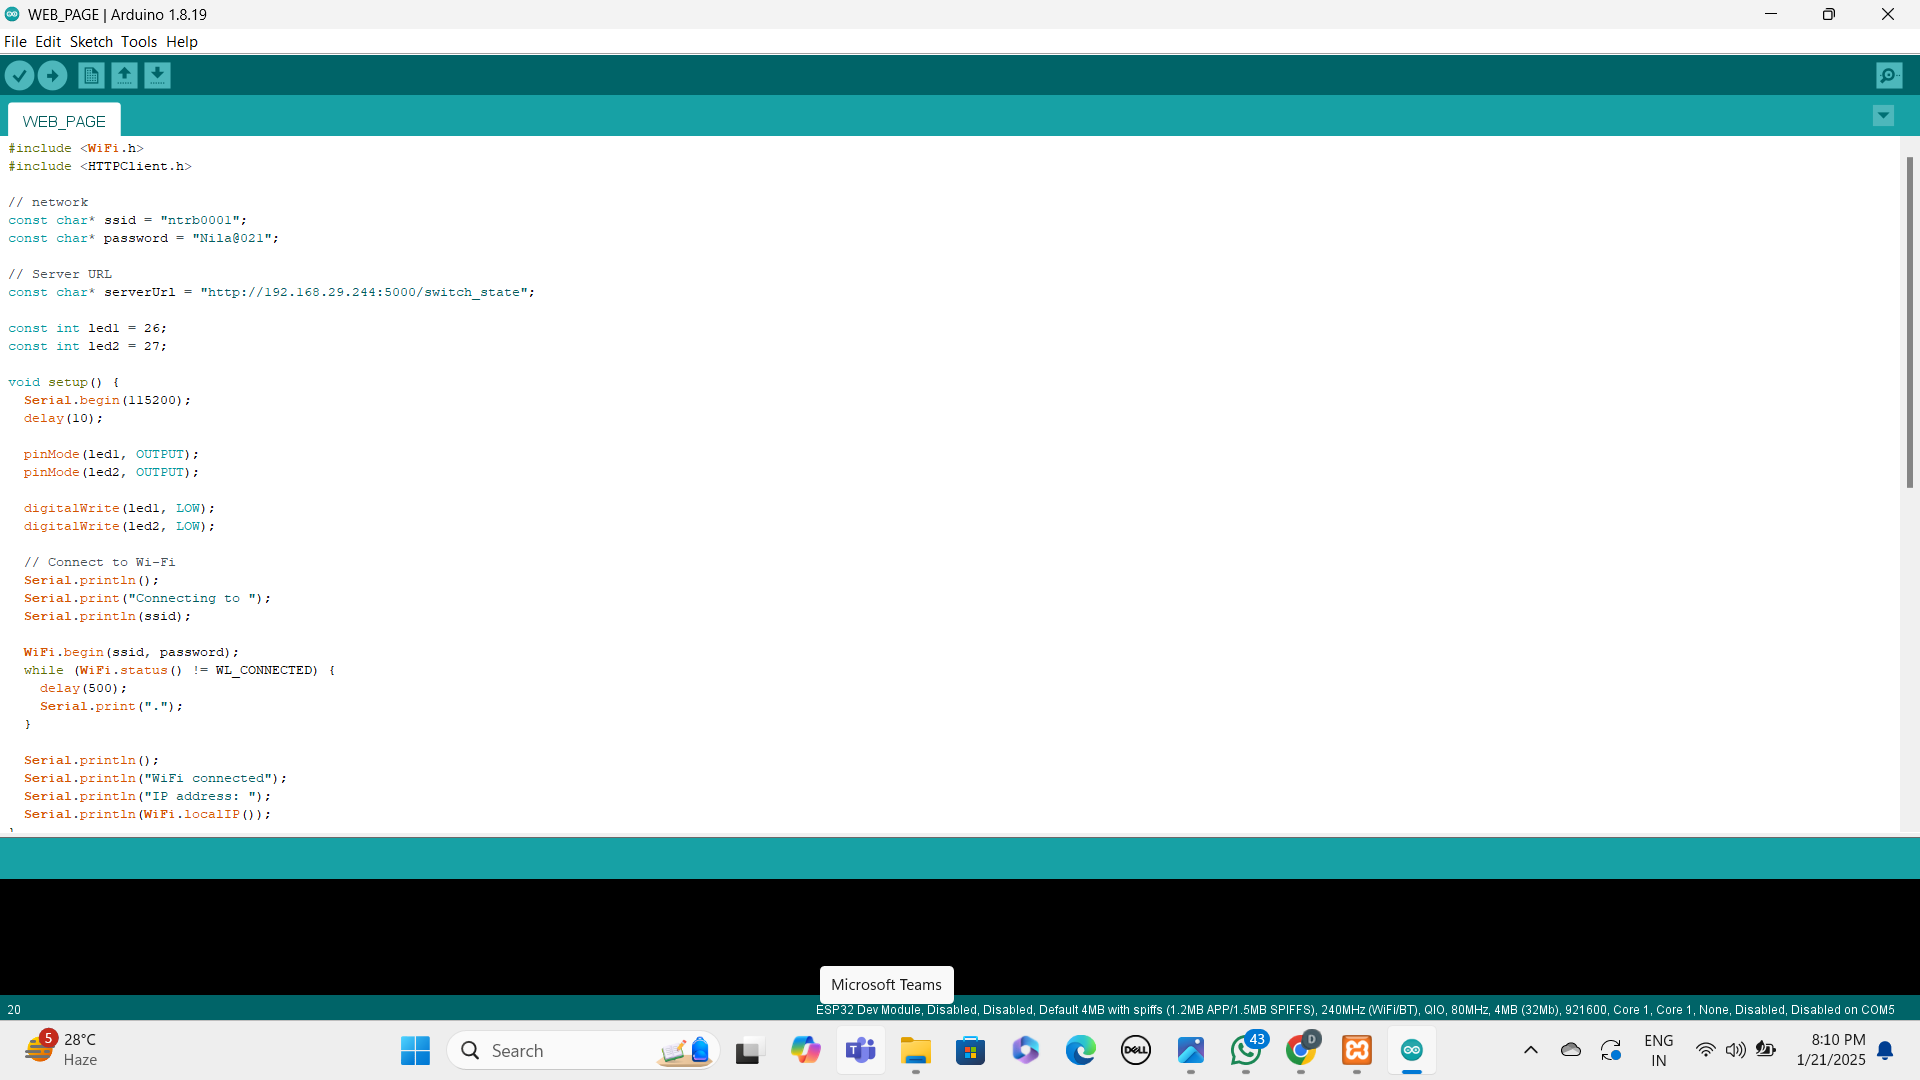 WEB_PAGE | Arduino 1.8.19
File Edit Sketch Tools Help
WEB_PAGE
#include <WiFi.h>
#include <HTTPClient.h>
// network
const char* ssid = "ntrb0001";
const char* password = "Nila@021";
// Server URL
const char* serverUrl = "http://192.168.29.244:5000/switch_state";
const int led1 = 26;
const int led2 = 27;
void setup() {
Serial.begin(115200);
delay(10);
pinMode(led1, OUTPUT);
pinMode(led2, OUTPUT);
digitalWrite(led1, LOW);
digitalWrite(led2, LOW);
// Connect to Wi-Fi
Serial.println();
Serial.print("Connecting to ");
Serial.println(ssid);
WiFi.begin(ssid, password);
while (WiFi.status() != WL_CONNECTED) {
delay(500);
Serial.print(".");
}
Serial.println();
Serial.println("WiFi connected");
Serial.println("IP address: ");
Serial.println(WiFi.localIP());
Microsoft Teams
20
ESP32 Dev Module, Disabled, Disabled, Default 4MB with spiffs (1.2MB APP/1.5MB SPIFFS), 240MHz (WiFi/BT), QIO, 80MHz, 4MB (32Mb), 921600, Core 1, Core 1, None, Disabled, Disabled on COM5
5
28°C
Haze
Search
DELL
43
D
ENG
IN
8:10 PM
1/21/2025